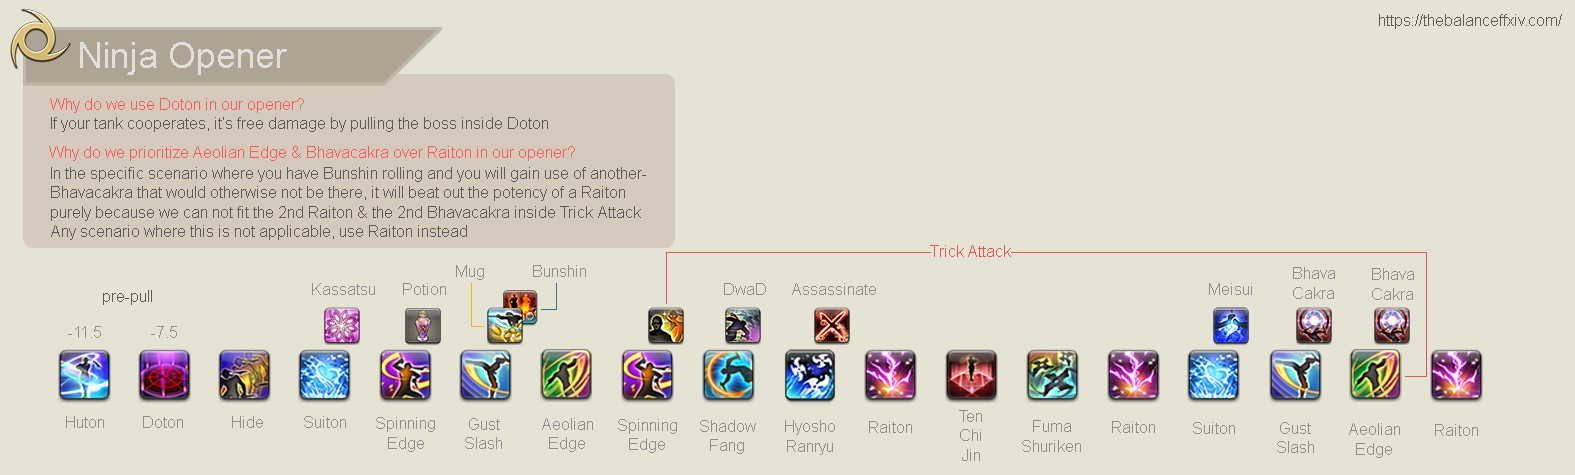 https://thebalanceffxiv.com/
Ninja Opener
Why do we use Doton in our opener?
If your tank cooperates, it's free damage by pulling the boss inside Doton
Why do we prioritize Aeolian Edge & Bhavacakra over Raiton in our opener?
In the specific scenario where you have Bunshin rolling and you will gain use of another-
Bhavacakra that would otherwise not be there, it will beat out the potency of a Raiton
purely because we can not fit the 2nd Raiton & the 2nd Bhavacakra inside Trick Attack
Any scenario where this is not applicable, use Raiton instead
Trick Attack
pre-pull
-11.5
-7.5
Kassatsu
Potion
Mug
Bunshin
DwaD
Assassinate
Meisui
Bhava
Cakra
Bhava
Cakra
Huton
Doton
Hide
Suiton
Spinning
Edge
Gust
Slash
Aeolian
Edge
Spinning
Edge
Shadow
Fang
Hyosho
Ranryu
Raiton
Ten
Chi
Jin
Fuma
Shuriken
Raiton
Suiton
Gust
Slash
Aeolian
Edge
Raiton